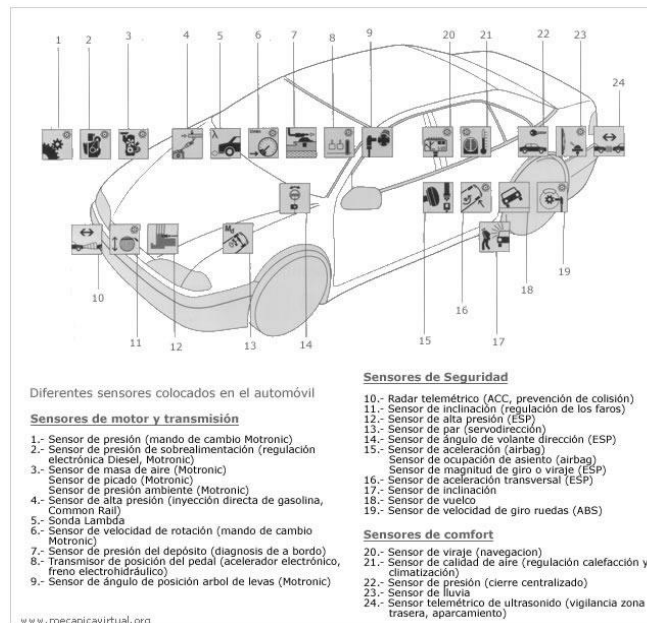 1 2 3 4 5 6 7 8 9 20 21 22 23 24
10 11 12 13 14 15 16 17 18 19
Diferentes sensores colocados en el automóvil
Sensores de motor y transmisión
1.- Sensor de presión (mando de cambio Motronic)
2.- Sensor de presión de sobrealimentación (regulación
electrónica Diesel, Motronic)
3.- Sensor de masa de aire (Motronic)
Sensor de picado (Motronic)
Sensor de presión ambiente (Motronic)
4.- Sensor de alta presión (inyección directa de gasolina,
Common Rail)
5.- Sonda Lambda
6.- Sensor de velocidad de rotación (mando de cambio
Motronic)
7.- Sensor de presión del depósito (diagnosis de a bordo)
8.- Transmisor de posición del pedal (acelerador electrónico,
freno electrohidráulico)
9.- Sensor de ángulo de posición arbol de levas (Motronic)
www.mecanicavirtual.org
Sensores de Seguridad
10.- Radar telemétrico (ACC, prevención de colisión)
11.- Sensor de inclinación (regulación de los faros)
12.- Sensor de alta presión (ESP)
13.- Sensor de par (servodirección)
14.- Sensor de ángulo de volante dirección (ESP)
15.- Sensor de aceleración (airbag)
Sensor de ocupación de asiento (airbag)
Sensor de magnitud de giro o viraje (ESP)
16.- Sensor de aceleración transversal (ESP)
17.- Sensor de inclinación
18.- Sensor de vuelco
19.- Sensor de velocidad de giro ruedas (ABS)
Sensores de comfort
20.- Sensor de viraje (navegacion)
21.- Sensor de calidad de aire (regulación calefacción y
climatización)
22.- Sensor de presión (cierre centralizado)
23.- Sensor de lluvia
24.- Sensor telemétrico de ultrasonido (vigilancia zona
trasera, aparcamiento)